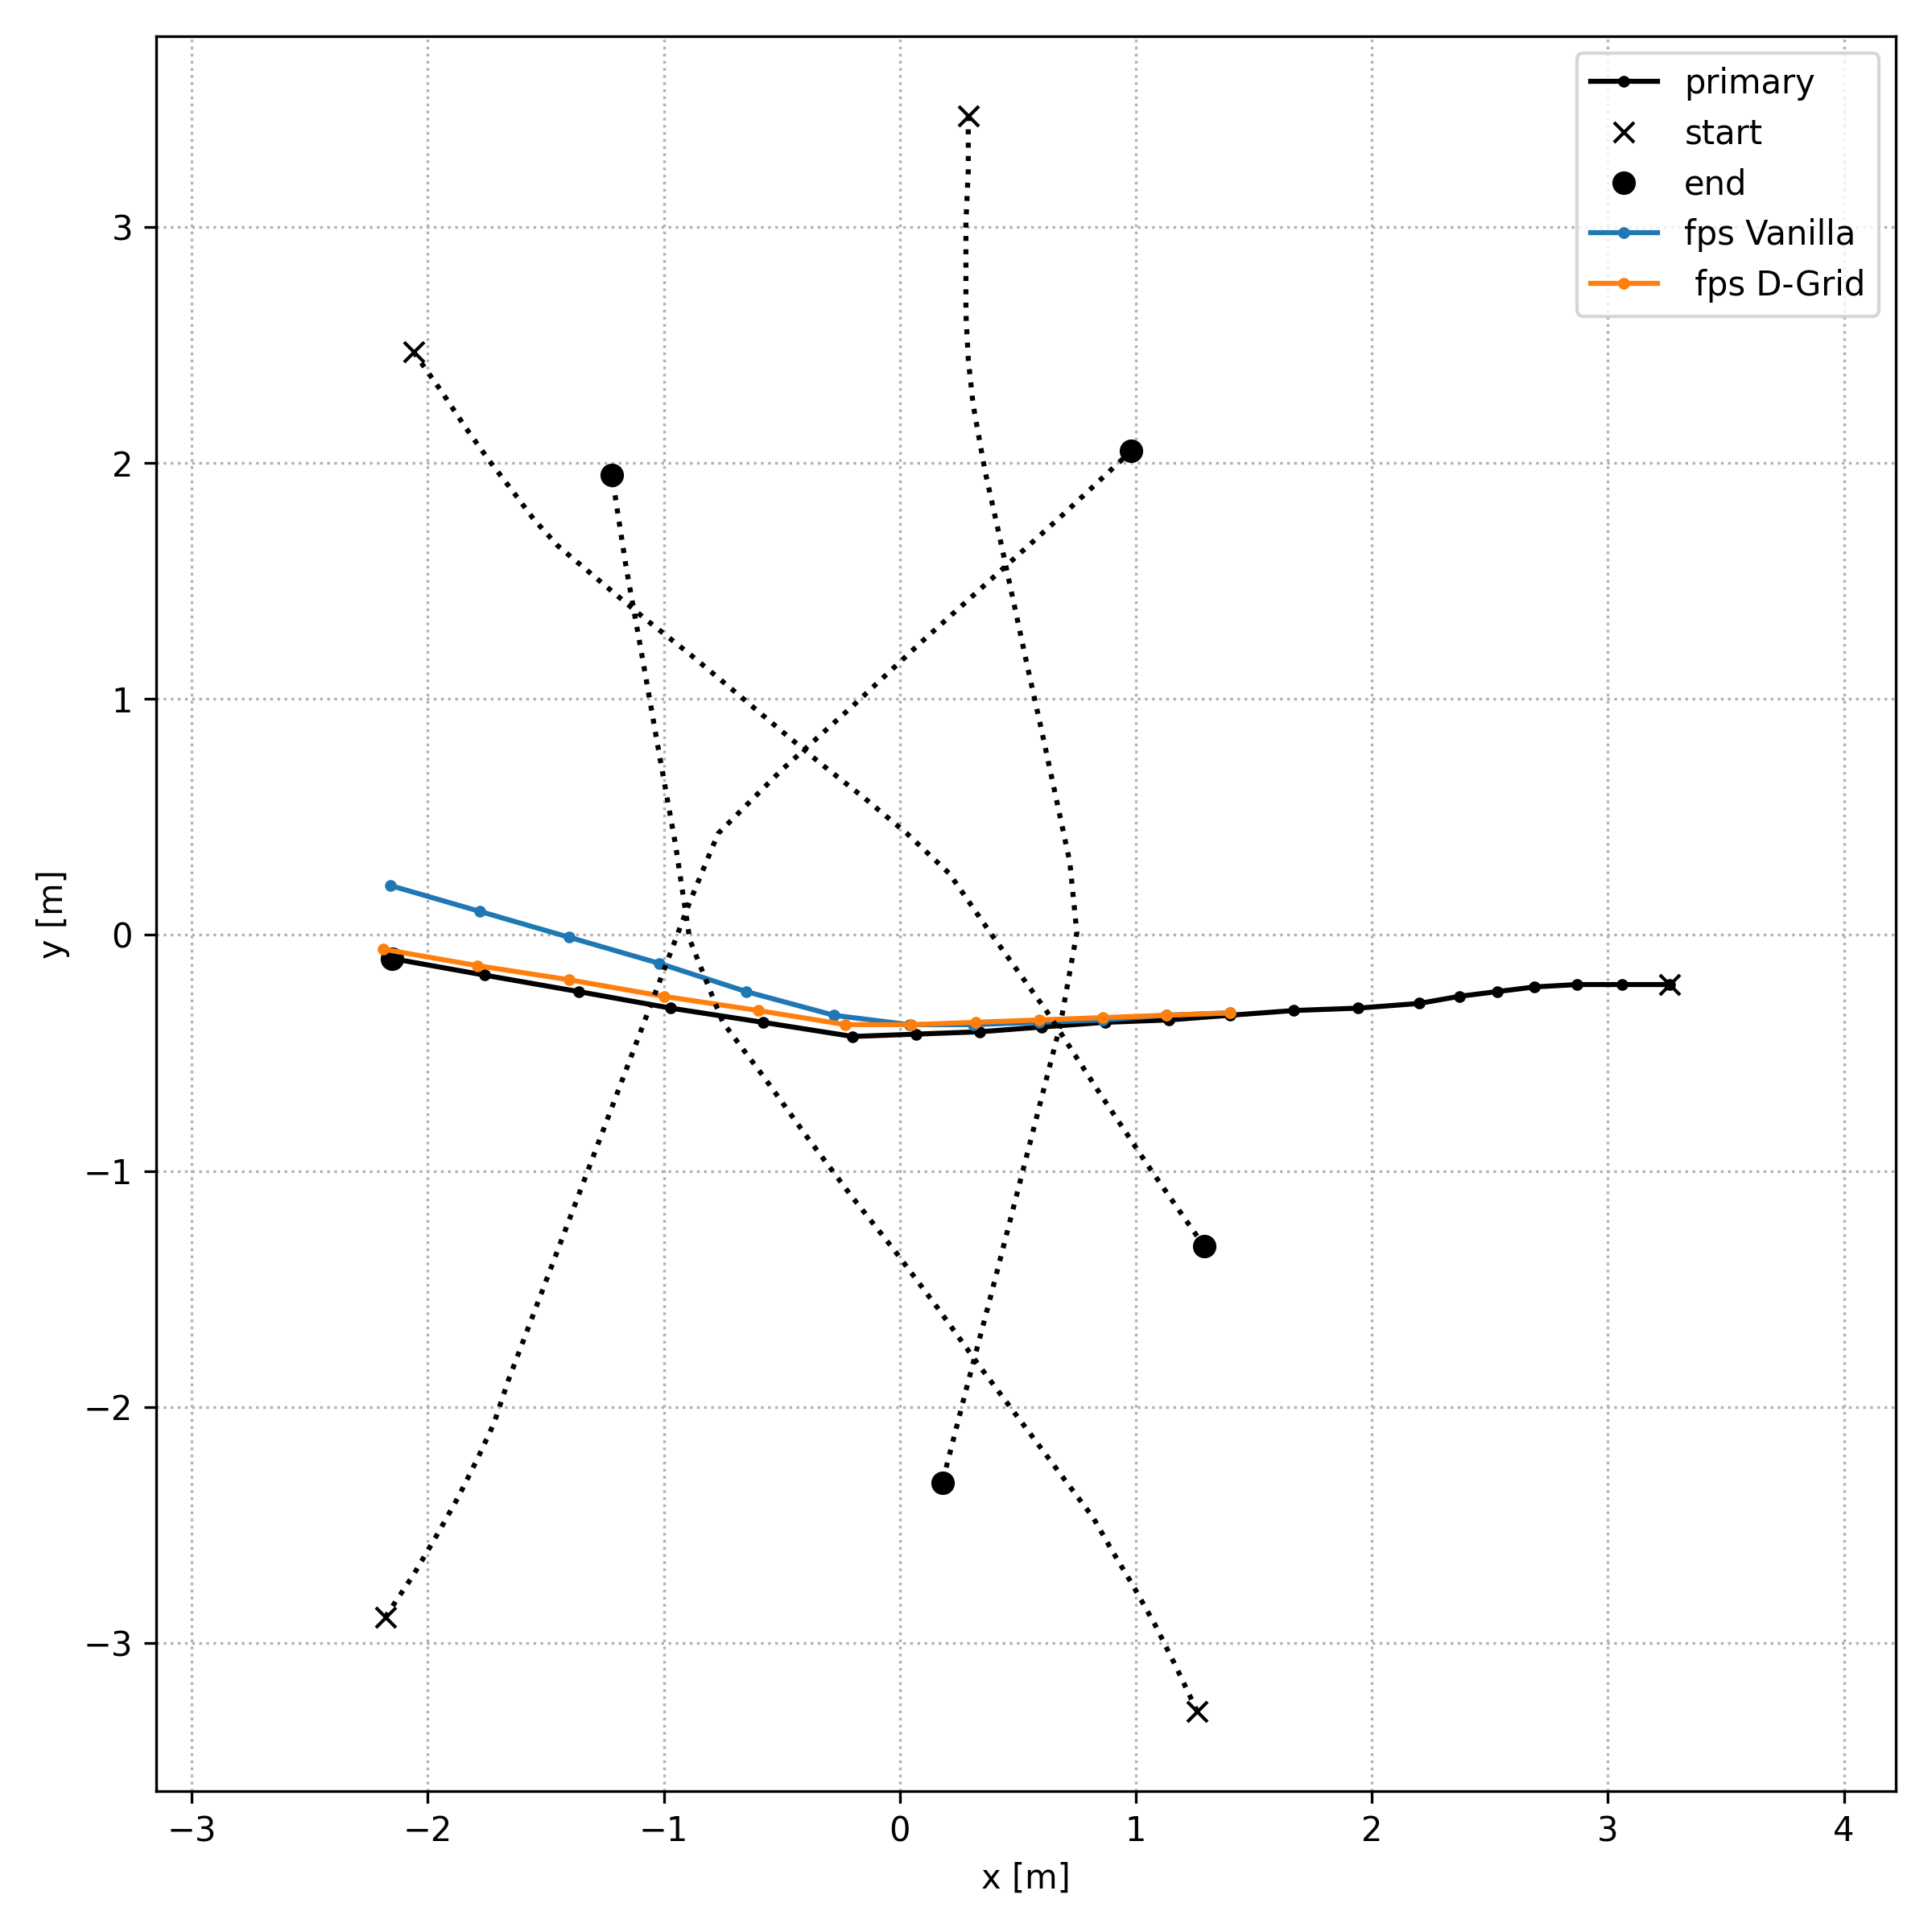 primary
start
end
fps Vanilla
fps D-Grid
3
2
1
0
−1
−2
−3
y [m]
−3 −2 −1 0 1 2 3 4
x [m]